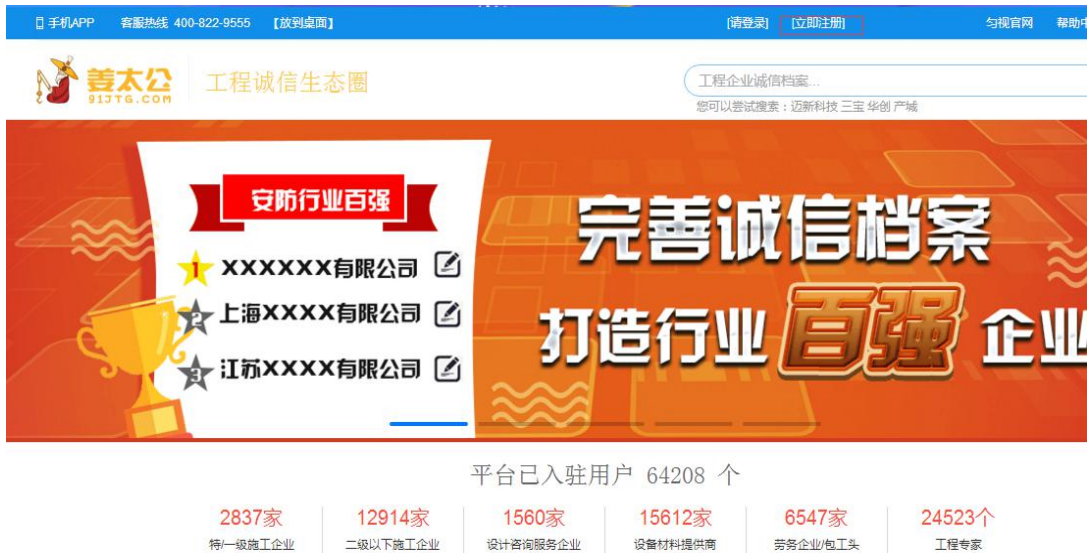 手机APP 客服热线 400-822-9555 【放到桌面】 [请登录] [立即注册] 匀视官网 帮助中
姜太公 工程诚信生态圈 工程企业诚信档案...
91JTG.COM
您可以尝试搜索：迈新科技 三宝 华创 产城
安防行业百强
1 XXXXXX有限公司
2 上海XXXX有限公司
3 江苏XXXX有限公司
完善诚信档案
打造行业 百强 企业
平台已入驻用户 64208 个
2837家 12914家 1560家 15612家 6547家 24523个
特/一级施工企业 二级以下施工企业 设计咨询服务企业 设备材料提供商 劳务企业/包工头 工程专家